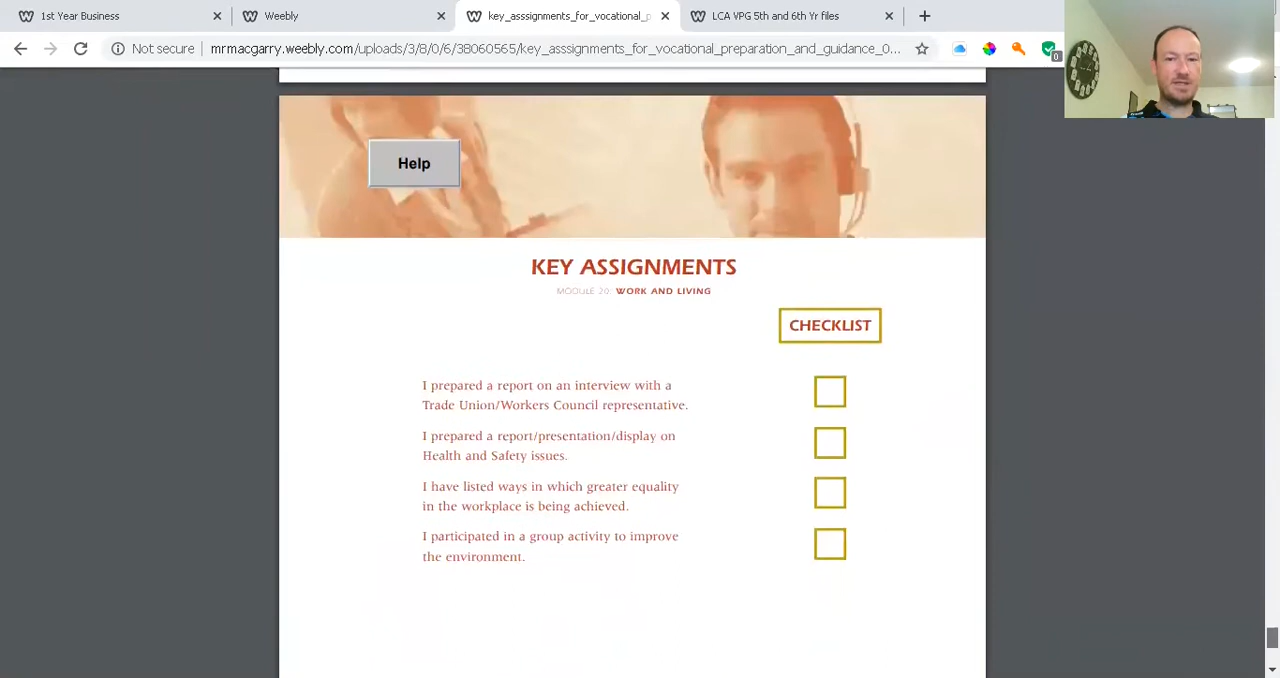 1st Year Business
Weebly
key_asssignments_for_vocational_p
LCA VPG 5th and 6th Yr files
Not secure
mrmacgarry.weebly.com/uploads/3/8/0/6/38060565/key_assignments_for_vocational_preparation_and_guidance_0...
0
Help
KEY ASSIGNMENTS
MODULE 20: WORK AND LIVING
CHECKLIST
I prepared a report on an interview with a
Trade Union/Workers Council representative.
I prepared a report/presentation/display on
Health and Safety issues.
I have listed ways in which greater equality
in the workplace is being achieved.
I participated in a group activity to improve
the environment.